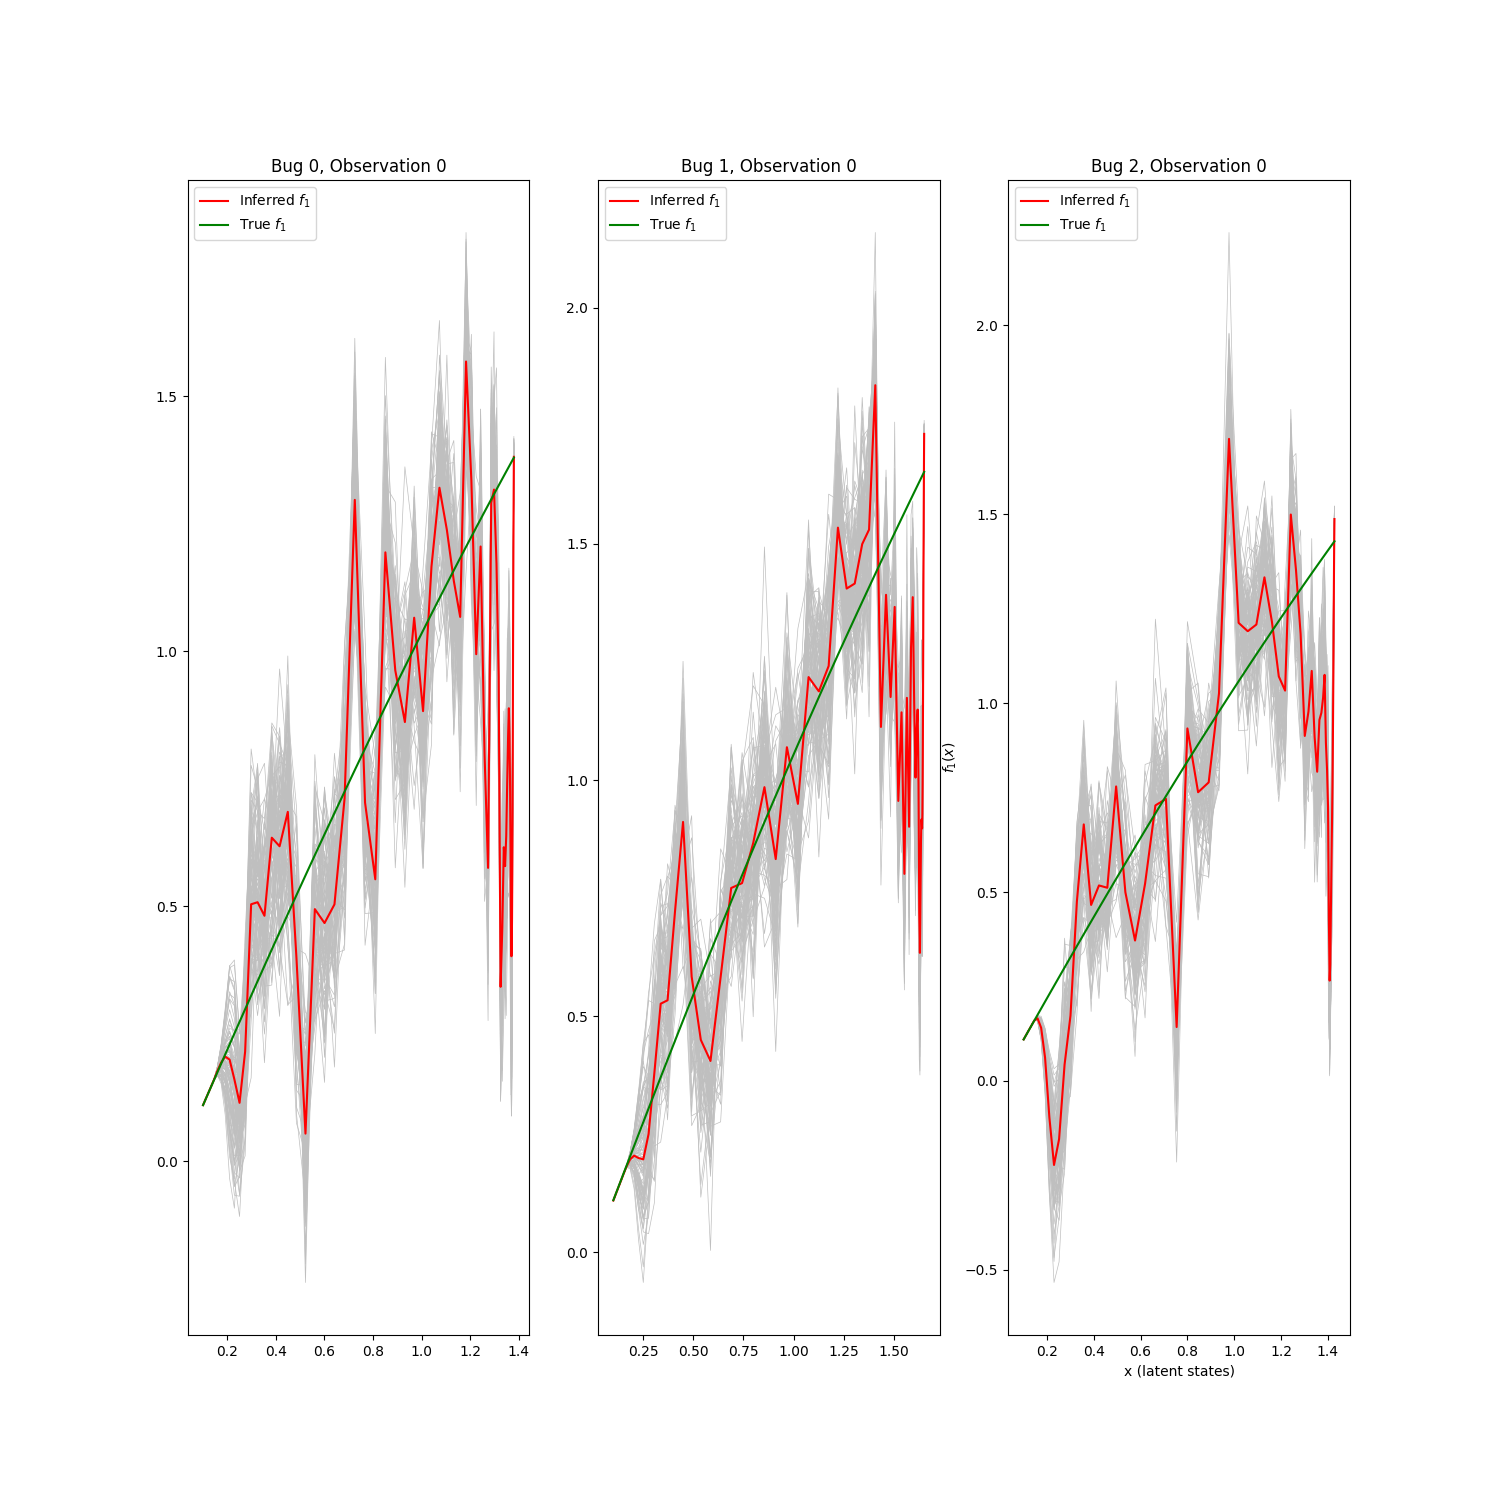 Bug 0, Observation 0
Inferred f₁
True f₁
1.5
1.0
0.5
0.0
0.2 0.4 0.6 0.8 1.0 1.2 1.4
Bug 1, Observation 0
Inferred f₁
True f₁
2.0
1.5
1.0
0.5
0.0
0.25 0.50 0.75 1.00 1.25 1.50
Bug 2, Observation 0
Inferred f₁
True f₁
f₁(x)
2.0
1.5
1.0
0.5
0.0
−0.5
0.2 0.4 0.6 0.8 1.0 1.2 1.4
x (latent states)